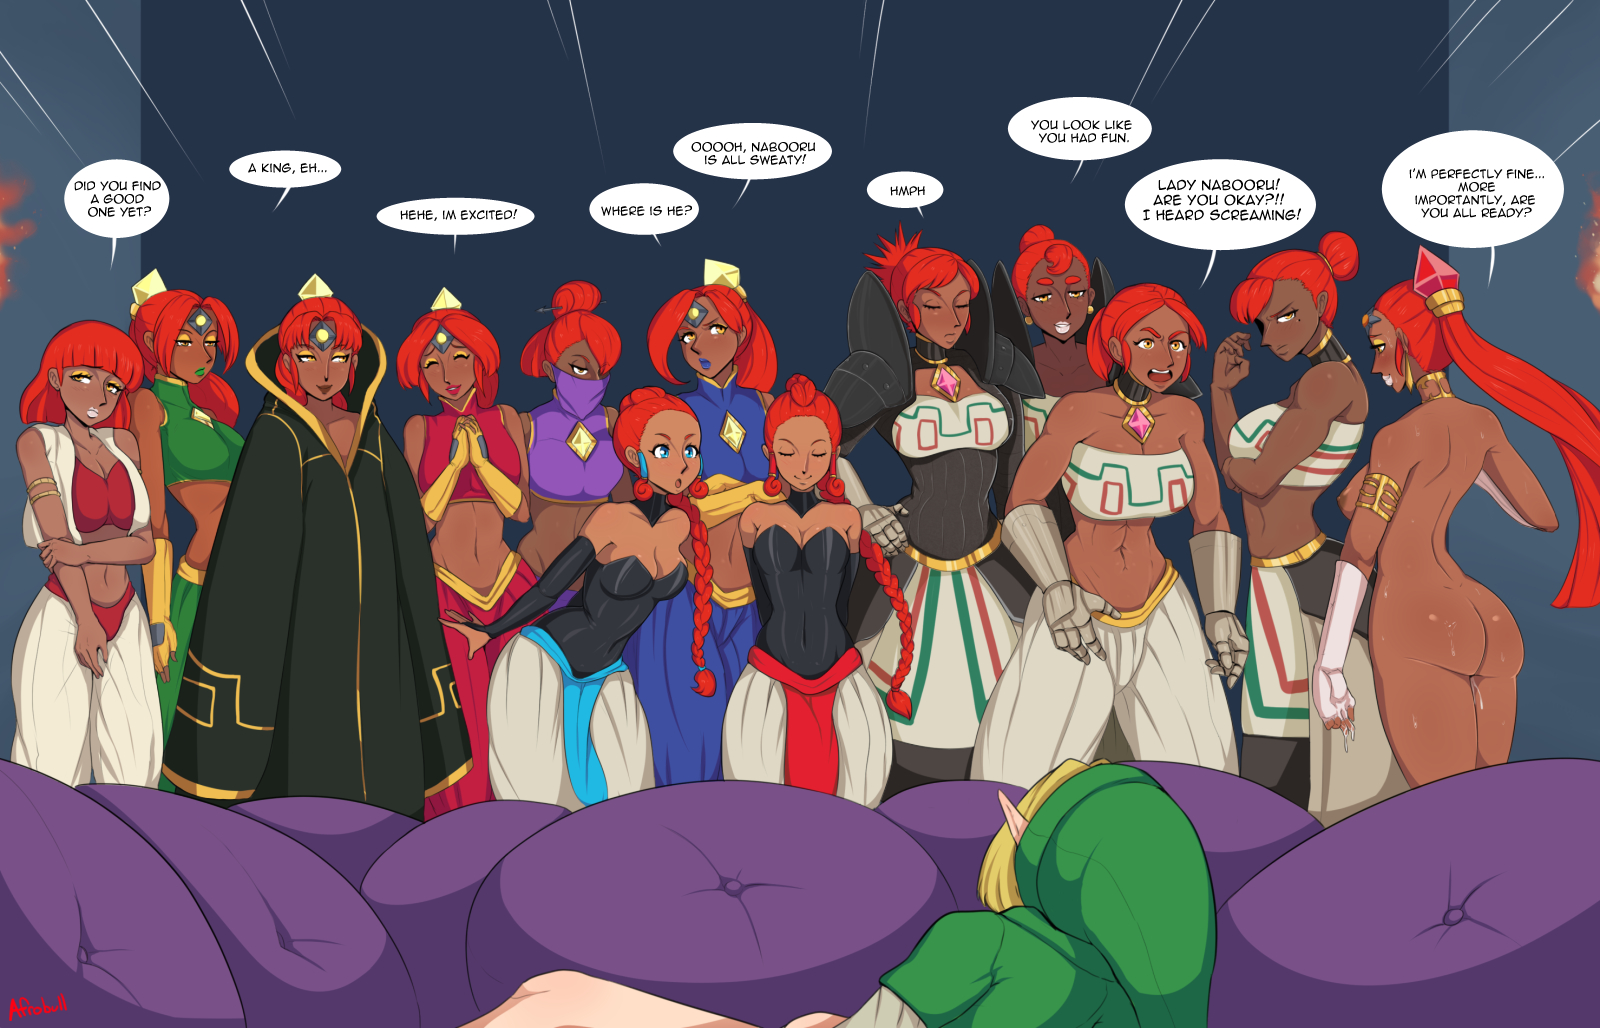 DID YOU FIND
A GOOD
ONE YET?
A KING, EH...
HEHE, IM EXCITED!
WHERE IS HE?
OOOOH, NABOORU
IS ALL SWEATY!
HMPH
YOU LOOK LIKE
YOU HAD FUN.
LADY NABOORU!
ARE YOU OKAY?!!
I HEARD SCREAMING!
I'M PERFECTLY FINE...
MORE
IMPORTANTLY, ARE
YOU ALL READY?
Afrobull